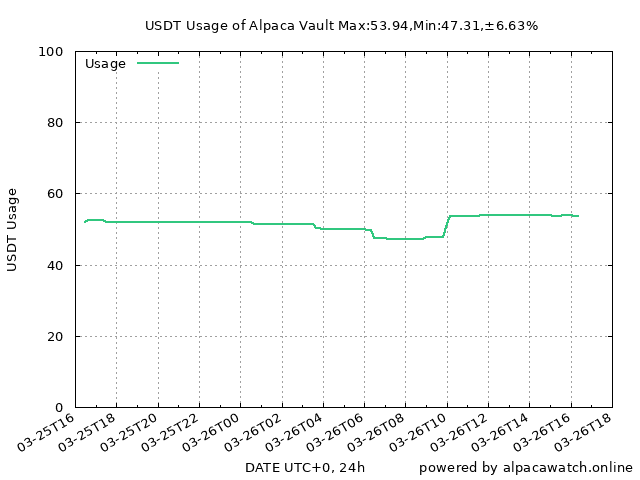 USDT Usage of Alpaca Vault Max:53.94,Min:47.31,±6.63%
Usage
USDT Usage
100
80
60
40
20
0
03-25T16
03-25T18
03-25T20
03-25T22
03-26T00
03-26T02
03-26T04
03-26T06
03-26T08
03-26T10
03-26T12
03-26T14
03-26T16
03-26T18
DATE UTC+0, 24h
powered by alpacawatch.online